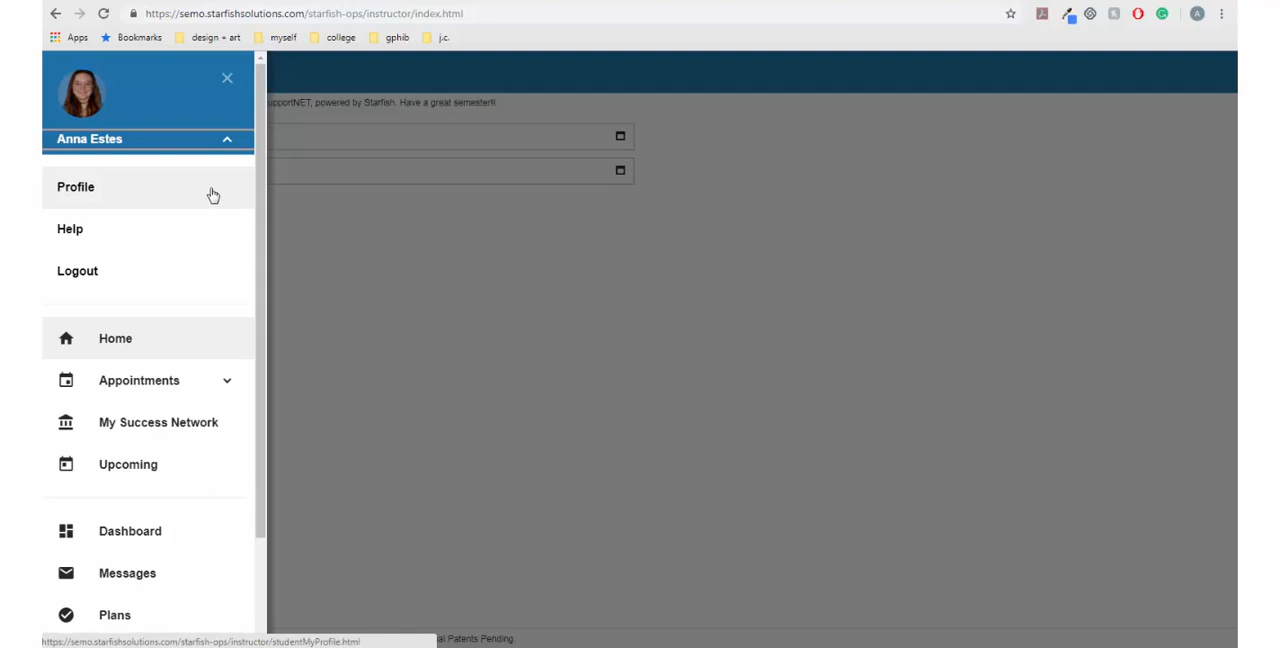 https://semo.starfishsolutions.com/starfish-ops/instructor/index.html
Apps Bookmarks design + art myself college gphib j.c.
A
Anna Estes
upportNET, powered by Starfish. Have a great semester!!
Profile
Help
Logout
Home
Appointments
My Success Network
Upcoming
Dashboard
Messages
Plans
https://semo.starfishsolutions.com/starfish-ops/instructor/studentMyProfile.html
al Patents Pending.